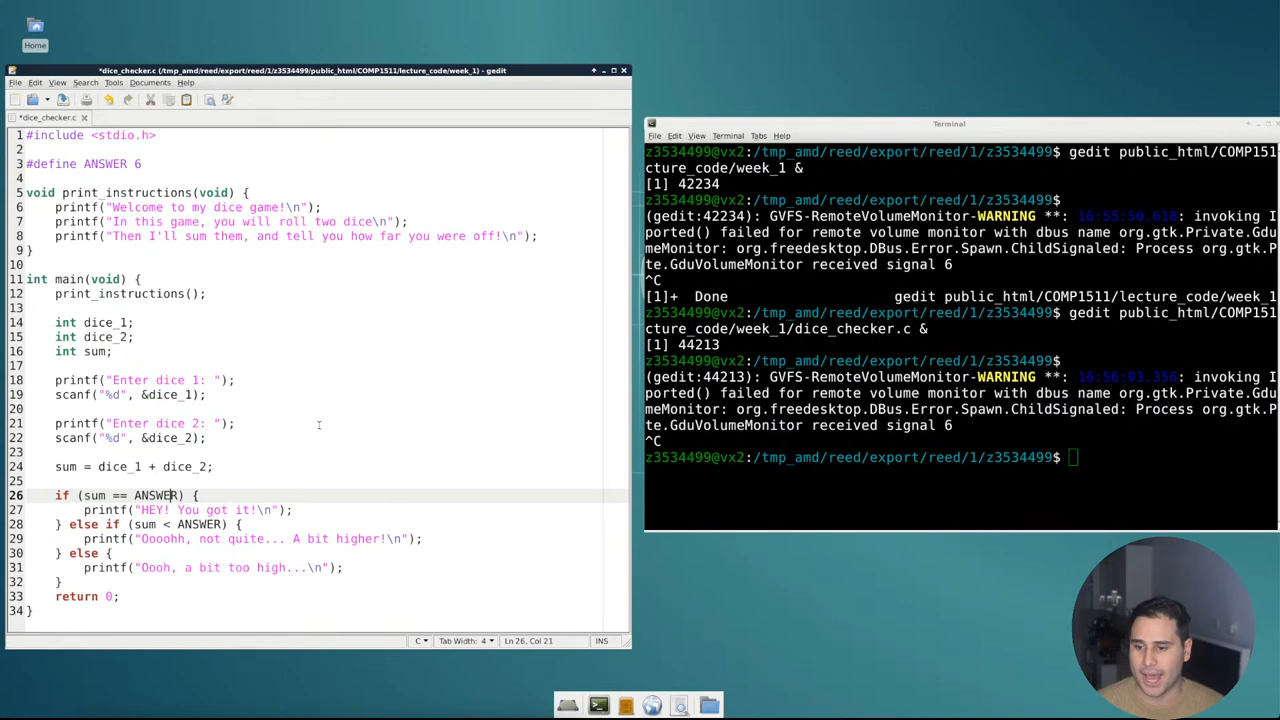 Home
*dice_checker.c (/tmp_amd/reed/export/reed/1/z3534499/public_html/COMP1511/lecture_code/week_1) - gedit
File Edit View Search Tools Documents Help
*dice_checker.c
1 #include <stdio.h>
2
3 #define ANSWER 6
4
5 void print_instructions(void) {
6 printf("Welcome to my dice game!\n");
7 printf("In this game, you will roll two dice\n");
8 printf("Then I'll sum them, and tell you how far you were off!\n");
9 }
10
11 int main(void) {
12 print_instructions();
13
14 int dice_1;
15 int dice_2;
16 int sum;
17
18 printf("Enter dice 1: ");
19 scanf("%d", &dice_1);
20
21 printf("Enter dice 2: ");
22 scanf("%d", &dice_2);
23
24 sum = dice_1 + dice_2;
25
26 if (sum == ANSWER) {
27 printf("HEY! You got it!\n");
28 } else if (sum < ANSWER) {
29 printf("Oooohh, not quite... A bit higher!\n");
30 } else {
31 printf("Oooh, a bit too high...\n");
32 }
33 return 0;
34 }
C Tab Width: 4 Ln 26, Col 21 INS
Terminal
File Edit View Terminal Tabs Help
z3534499@vx2:/tmp_amd/reed/export/reed/1/z3534499$ gedit public_html/COMP151
cture_code/week_1 &
[1] 42234
z3534499@vx2:/tmp_amd/reed/export/reed/1/z3534499$
(gedit:42234): GVFS-RemoteVolumeMonitor-WARNING **: 16:55:50.618: invoking I
ported() failed for remote volume monitor with dbus name org.gtk.Private.Gdu
meMonitor: org.freedesktop.DBus.Error.Spawn.ChildSignaled: Process org.gtk.P
te.GduVolumeMonitor received signal 6
^C
[1]+ Done gedit public_html/COMP1511/lecture_code/week_1
z3534499@vx2:/tmp_amd/reed/export/reed/1/z3534499$ gedit public_html/COMP151
cture_code/week_1/dice_checker.c &
[1] 44213
z3534499@vx2:/tmp_amd/reed/export/reed/1/z3534499$
(gedit:44213): GVFS-RemoteVolumeMonitor-WARNING **: 16:56:03.356: invoking I
ported() failed for remote volume monitor with dbus name org.gtk.Private.Gdu
meMonitor: org.freedesktop.DBus.Error.Spawn.ChildSignaled: Process org.gtk.P
te.GduVolumeMonitor received signal 6
^C
z3534499@vx2:/tmp_amd/reed/export/reed/1/z3534499$